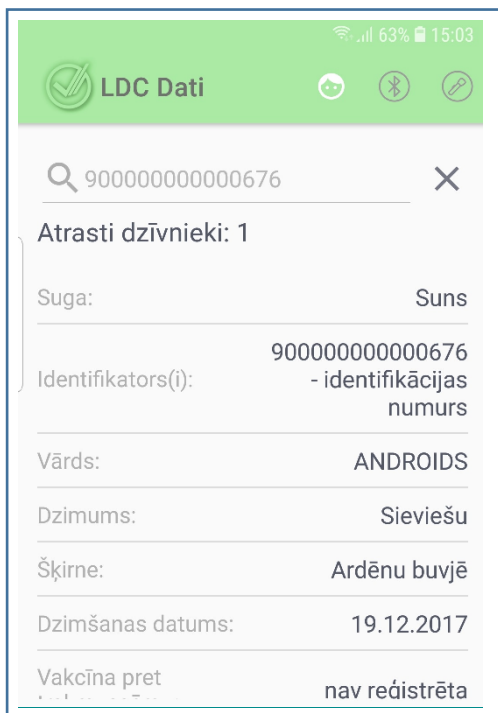 63% 15:03
LDC Dati
900000000000676
Atrasti dzīvnieki: 1
Suga: Suns
Identifikators(i): 900000000000676
- identifikācijas
numurs
Vārds: ANDROIDS
Dzimums: Sieviešu
Šķirne: Ardēnu buvjē
Dzimšanas datums: 19.12.2017
Vakcīna pret
nav reģistrēta